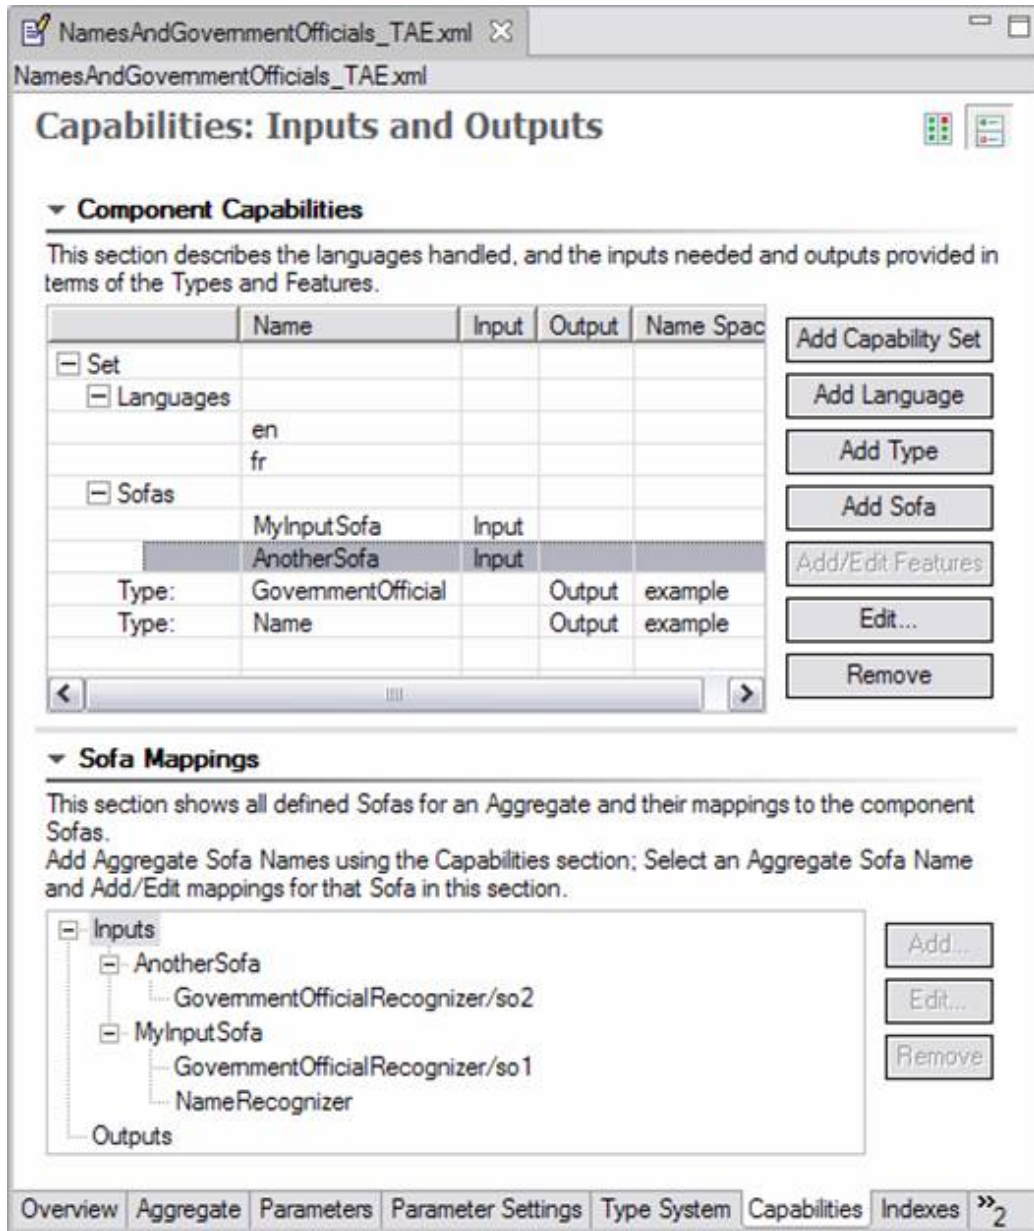 NamesAndGovernmentOfficials_TAE.xml
NamesAndGovernmentOfficials_TAE.xml
Capabilities: Inputs and Outputs
Component Capabilities
This section describes the languages handled, and the inputs needed and outputs provided in
terms of the Types and Features.
Name Input Output Name Spac
Set
Languages
en
fr
Sofas
MyInputSofa Input
AnotherSofa Input
Type: GovernmentOfficial Output example
Type: Name Output example
Add Capability Set
Add Language
Add Type
Add Sofa
Add/Edit Features
Edit...
Remove
Sofa Mappings
This section shows all defined Sofas for an Aggregate and their mappings to the component
Sofas.
Add Aggregate Sofa Names using the Capabilities section; Select an Aggregate Sofa Name
and Add/Edit mappings for that Sofa in this section.
Inputs
AnotherSofa
GovernmentOfficialRecognizer/so2
MyInputSofa
GovernmentOfficialRecognizer/so1
NameRecognizer
Outputs
Add...
Edit...
Remove
Overview Aggregate Parameters Parameter Settings Type System Capabilities Indexes »2